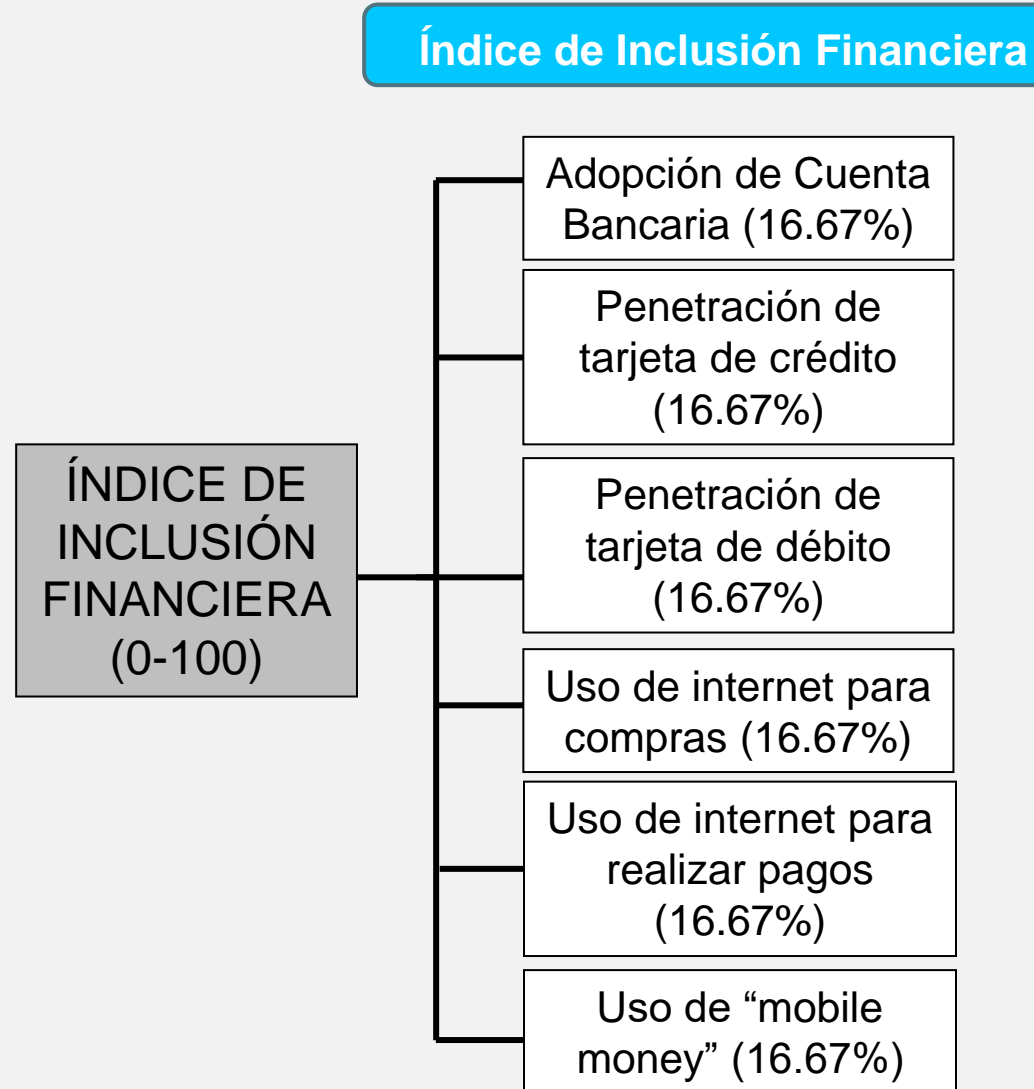 Índice de Inclusión Financiera
Adopción de Cuenta
Bancaria (16.67%)
Penetración de
tarjeta de crédito
(16.67%)
ÍNDICE DE
INCLUSIÓN
FINANCIERA
(0-100)
Penetración de
tarjeta de débito
(16.67%)
Uso de internet para
compras (16.67%)
Uso de internet para
realizar pagos
(16.67%)
Uso de “mobile
money” (16.67%)